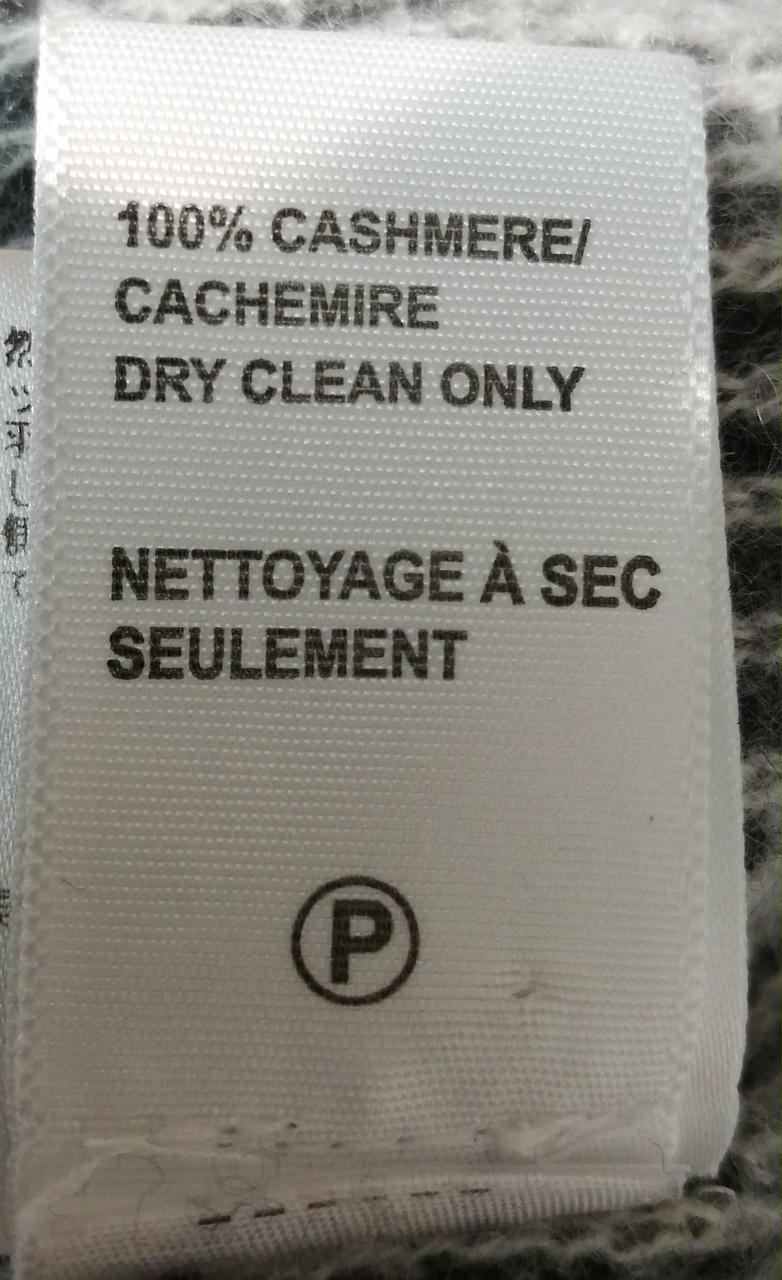 100% CASHMERE/
CACHEMIRE
DRY CLEAN ONLY
NETTOYAGE À SEC
SEULEMENT
P